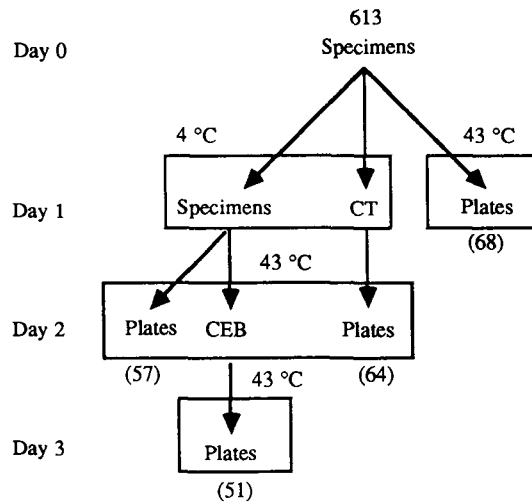 613
Day 0
Specimens
4 °C
43 °C
Day 1
Specimens
CT
Plates
(68)
43 °C
Day 2
Plates
CEB
Plates
(57)
43 °C
(64)
Day 3
Plates
(51)